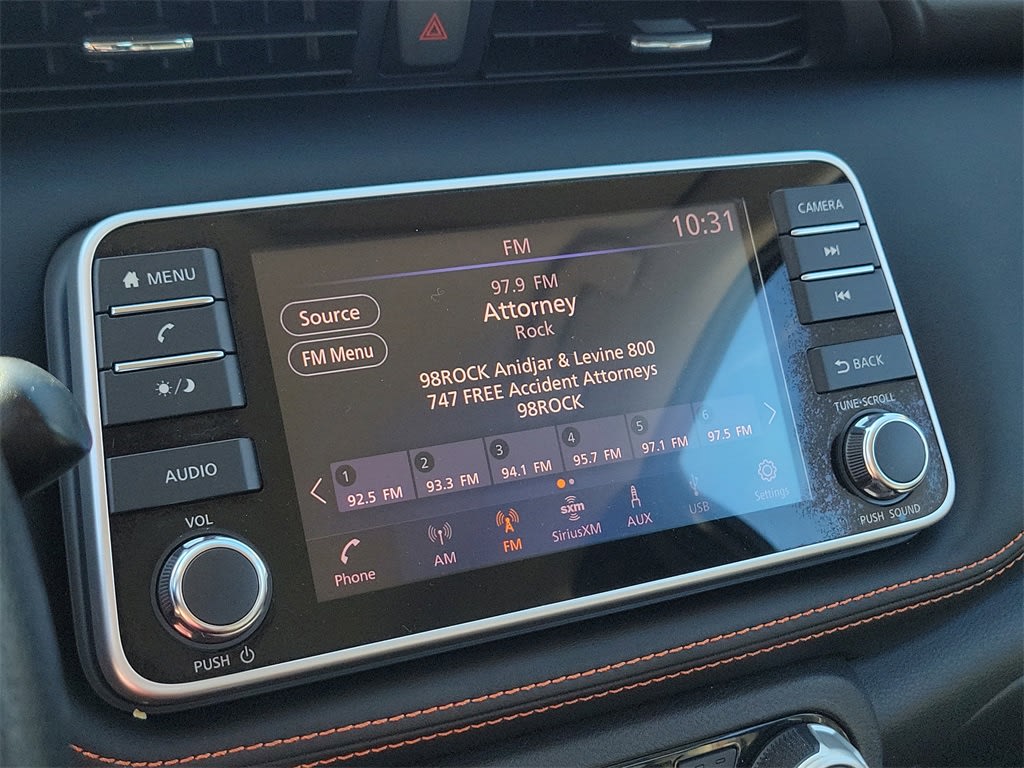 CAMERA
10:31
FM
MENU
97.9 FM
Attorney
Rock
Source
FM Menu
98ROCK Anidjar & Levine 800
747 FREE Accident Attorneys
98ROCK
BACK
TUNE•SCROLL
AUDIO
1 92.5 FM
2 93.3 FM
3 94.1 FM
4 95.7 FM
5 97.1 FM
6 97.5 FM
Phone
AM
FM
sxm
SiriusXM
AUX
USB
Settings
VOL
PUSH
PUSH SOUND